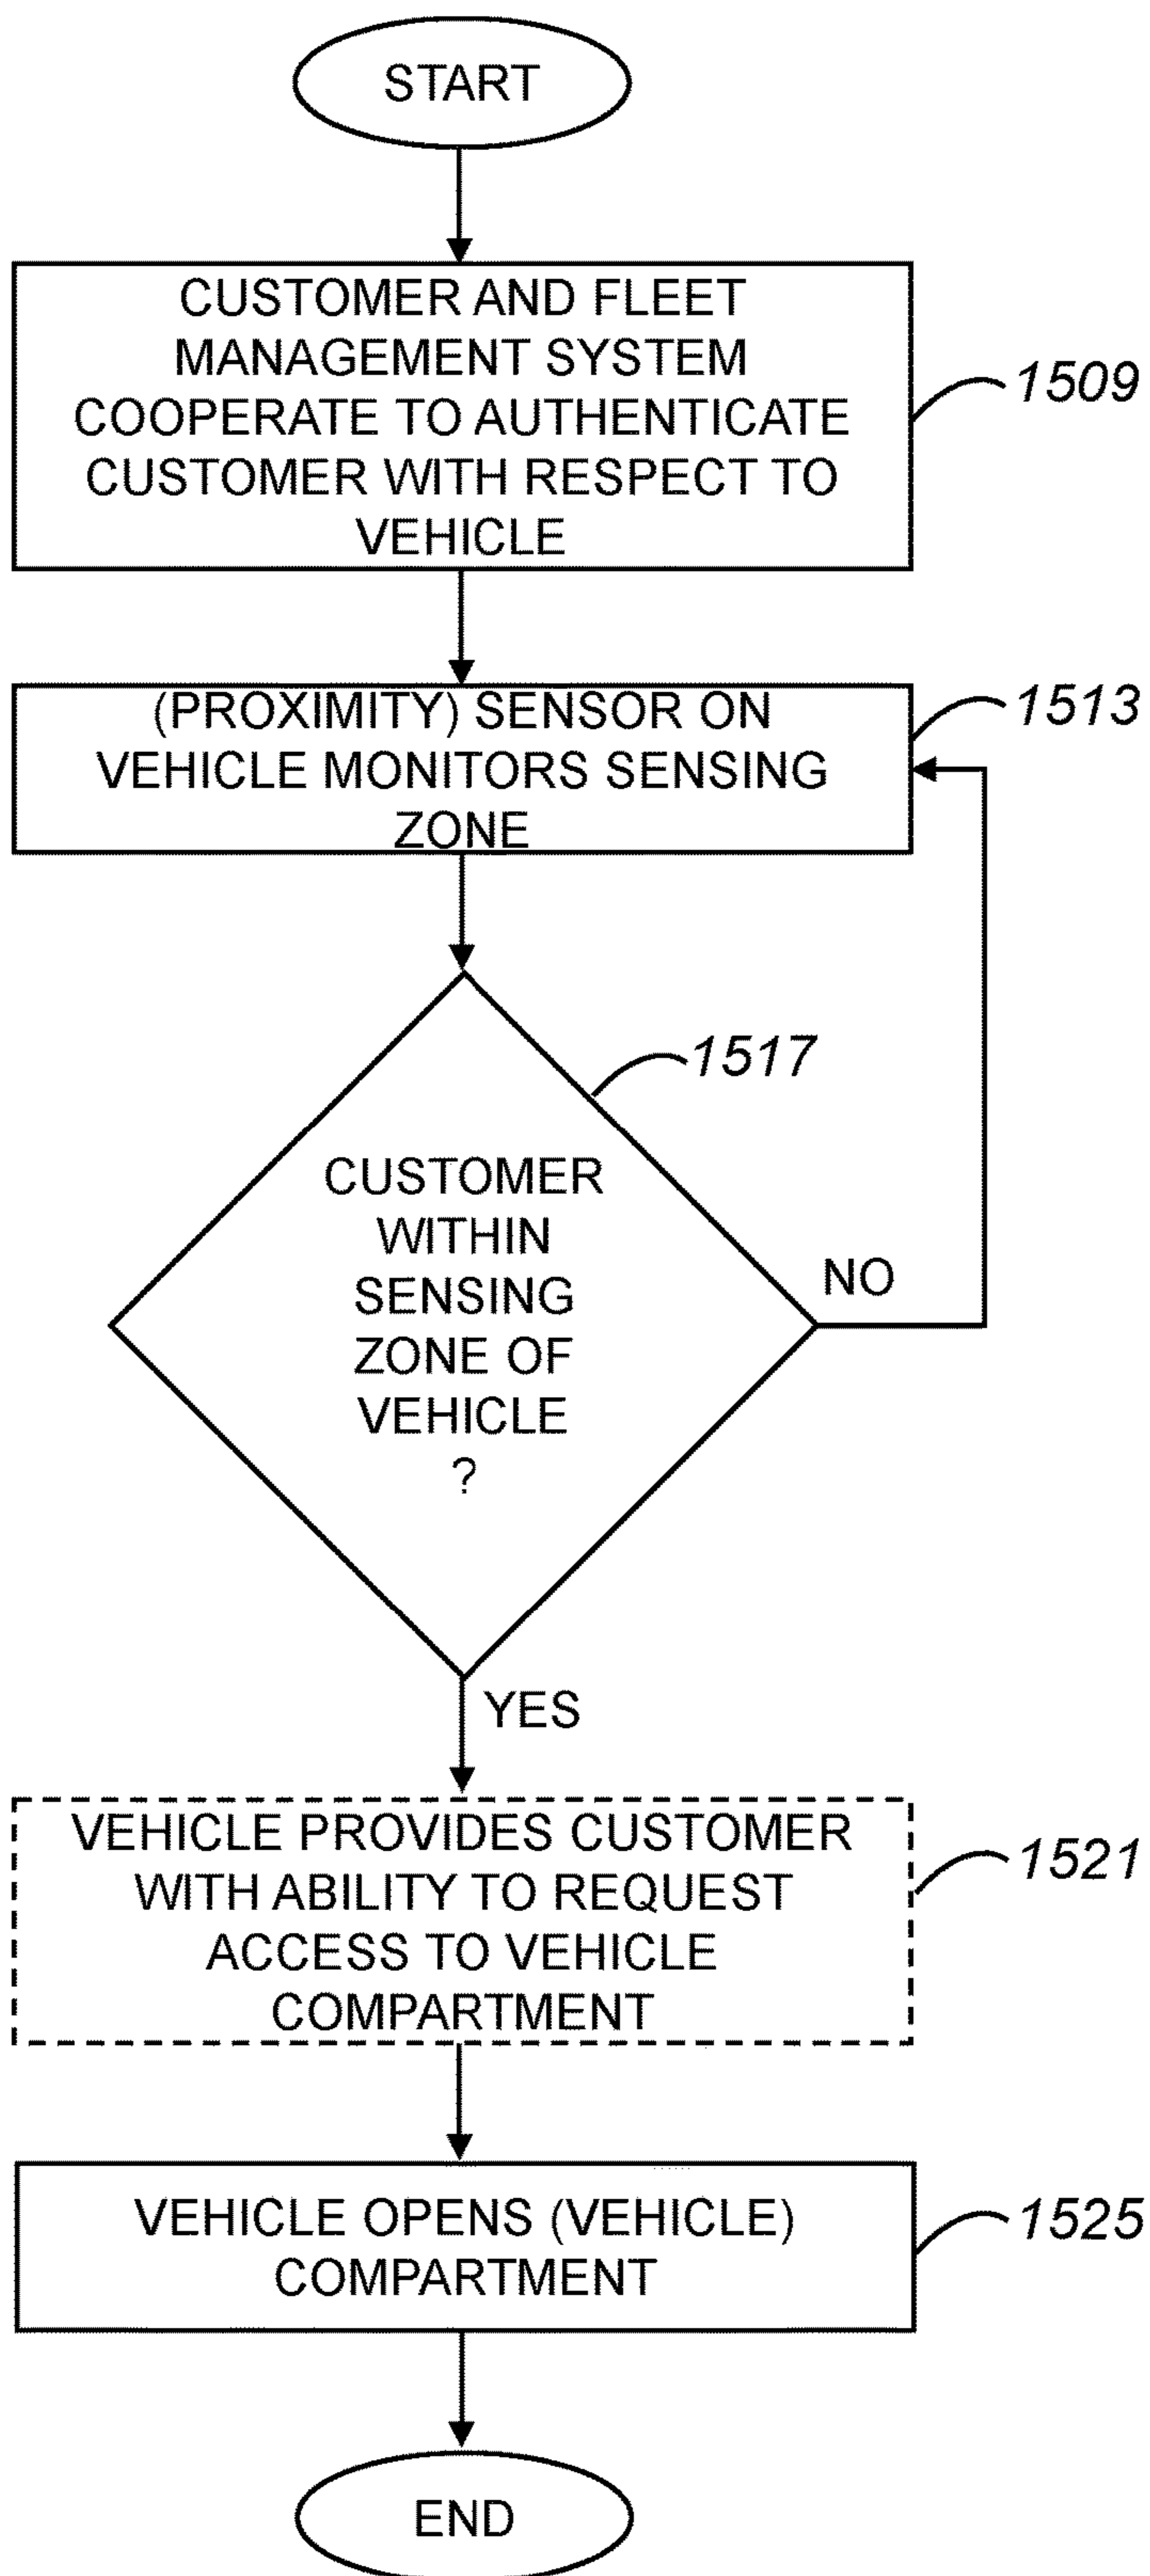 START
CUSTOMER AND FLEET
MANAGEMENT SYSTEM
COOPERATE TO AUTHENTICATE
CUSTOMER WITH RESPECT TO
VEHICLE
1509
(PROXIMITY) SENSOR ON
VEHICLE MONITORS SENSING
ZONE
1513
1517
CUSTOMER
WITHIN
SENSING
ZONE OF
VEHICLE
?
NO
YES
VEHICLE PROVIDES CUSTOMER
WITH ABILITY TO REQUEST
ACCESS TO VEHICLE
COMPARTMENT
1521
VEHICLE OPENS (VEHICLE)
COMPARTMENT
1525
END